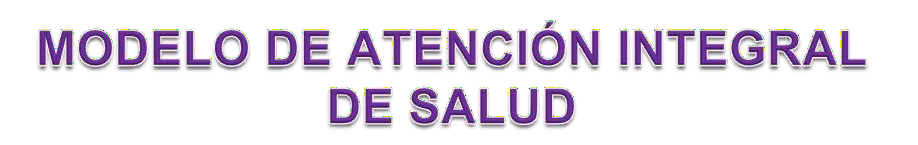 MODELO DE ATENCIÓN INTEGRAL
DE SALUD